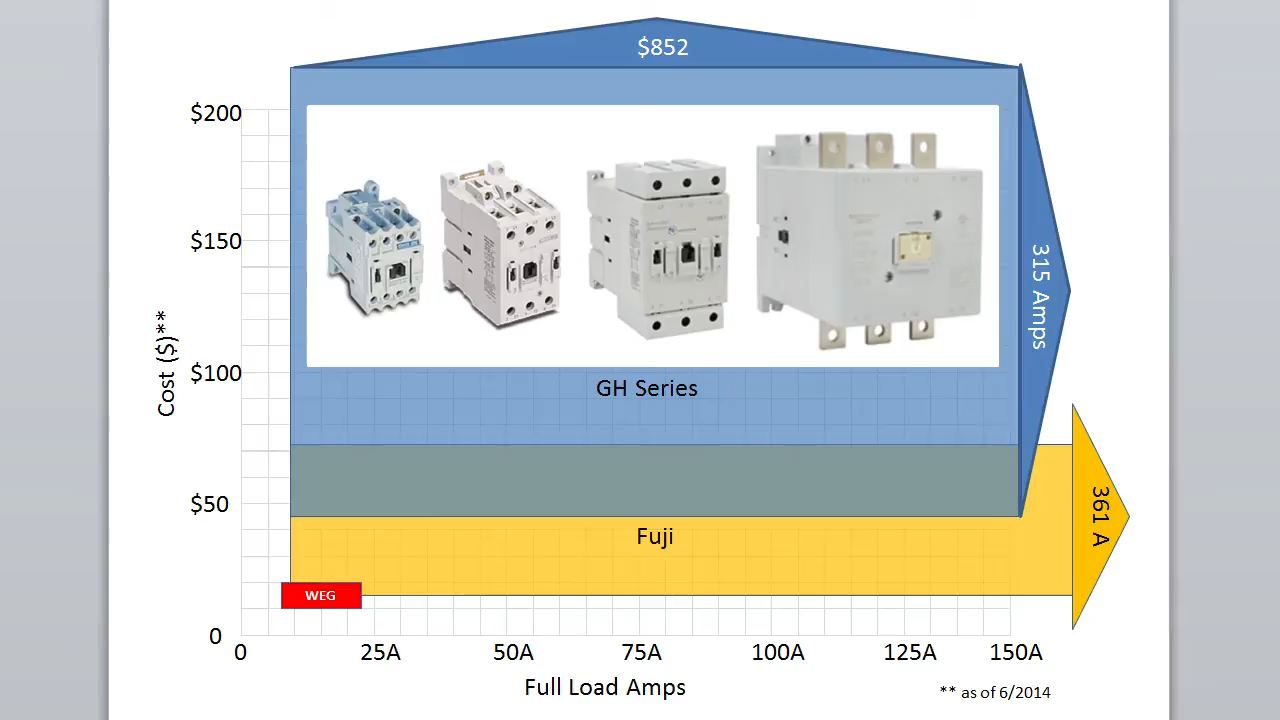 $852
$200
$150
$100
$50
0
Cost ($)**
315 Amps
GH Series
Fuji
361 A
WEG
0
25A
50A
75A
100A
125A
150A
Full Load Amps
** as of 6/2014